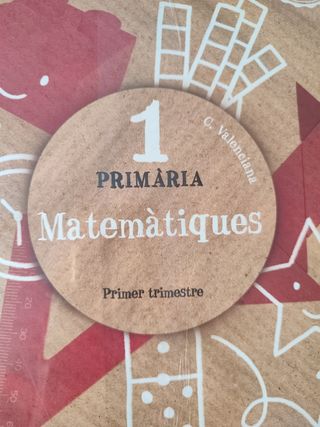 1
PRIMÀRIA
C. Valenciana
Matemàtiques
Primer trimestre